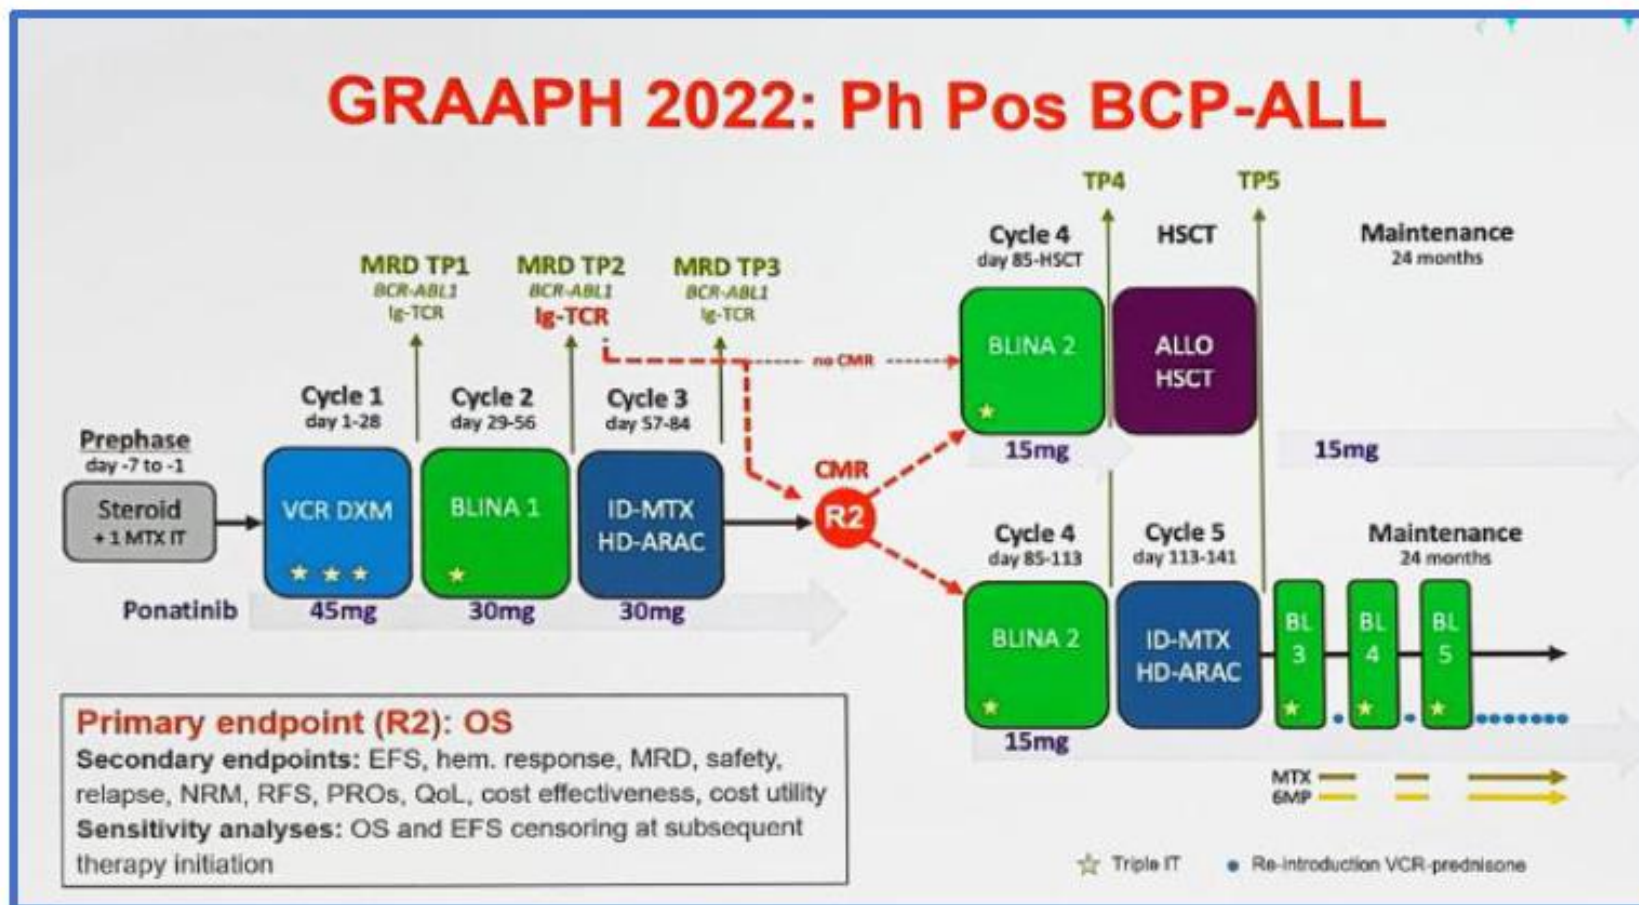 GRAAPH 2022: Ph Pos BCP-ALL
TP4
TP5
Cycle 4
day 85-HSCT
HSCT
Maintenance
24 months
MRD TP1
BCR-ABL1
Ig-TCR
MRD TP2
BCR-ABL1
Ig-TCR
MRD TP3
BCR-ABL1
Ig-TCR
BLINA 2
ALLO
HSCT
no CMR
Cycle 1
day 1-28
Cycle 2
day 29-56
Cycle 3
day 57-84
Prephase
day -7 to -1
15mg
15mg
Steroid
+ 1 MTX IT
VCR DXM
BLINA 1
ID-MTX
HD-ARAC
CMR
R2
Cycle 4
day 85-113
Cycle 5
day 113-141
Maintenance
24 months
Ponatinib
45mg
30mg
30mg
BLINA 2
ID-MTX
HD-ARAC
BL
3
BL
4
BL
5
15mg
Primary endpoint (R2): OS
Secondary endpoints: EFS, hem. response, MRD, safety,
relapse, NRM, RFS, PROs, QoL, cost effectiveness, cost utility
Sensitivity analyses: OS and EFS censoring at subsequent
therapy initiation
MTX
6MP
Triple IT
Re-introduction VCR-prednisone